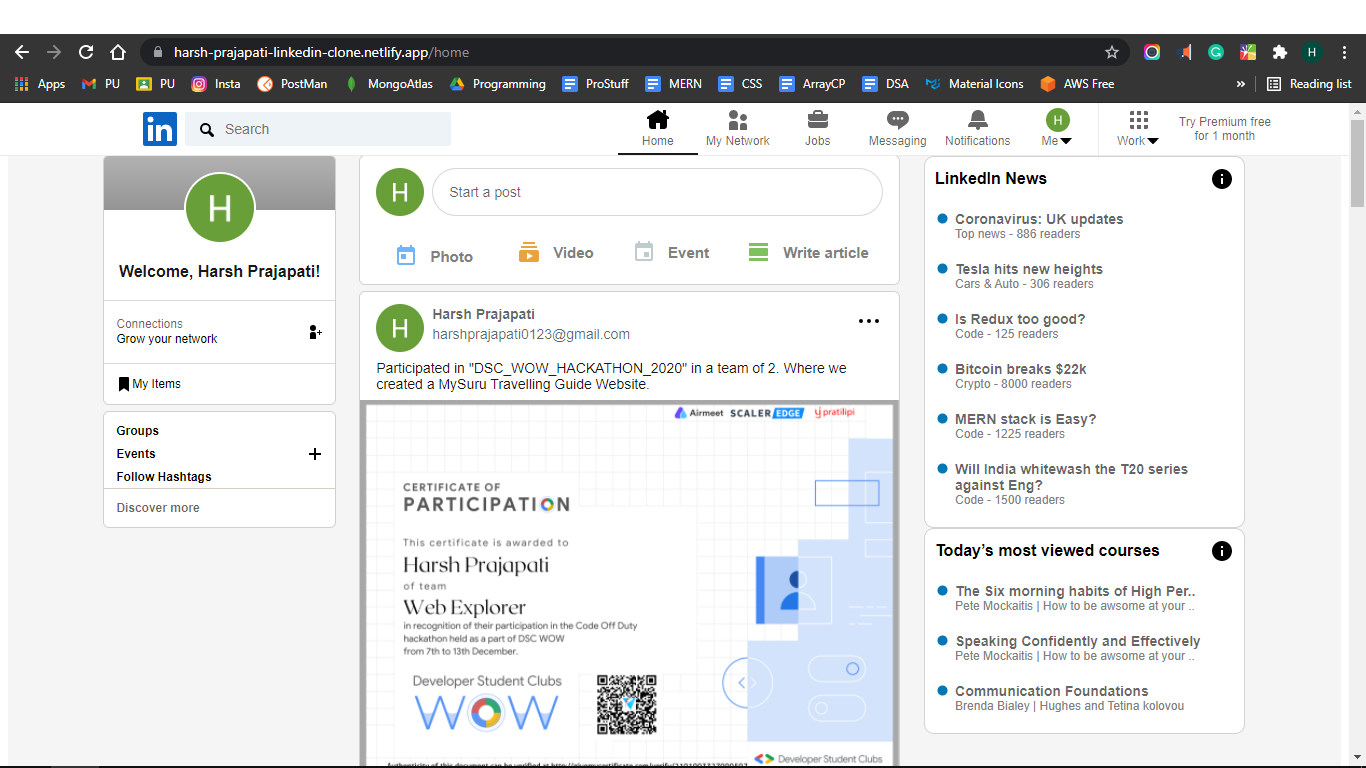 harsh-prajapati-linkedin-clone.netlify.app/home
H
Apps
PU
PU
Insta
PostMan
MongoAtlas
Programming
ProStuff
MERN
CSS
ArrayCP
DSA
Material Icons
AWS Free
»
Reading list
in
Search
Home
My Network
Jobs
Messaging
Notifications
H
Me
Work
Try Premium free
for 1 month
H
Welcome, Harsh Prajapati!
Connections
Grow your network
My Items
Groups
Events
Follow Hashtags
Discover more
H
Start a post
Photo
Video
Event
Write article
H
Harsh Prajapati
harshprajapati0123@gmail.com
Participated in "DSC_WOW_HACKATHON_2020" in a team of 2. Where we
created a MySuru Travelling Guide Website.
Airmeet SCALER EDGE pratilipi
CERTIFICATE OF
PARTICIPATION
This certificate is awarded to
Harsh Prajapati
of team
Web Explorer
in recognition of their participation in the Code Off Duty
hackathon held as a part of DSC WOW
from 7th to 13th December.
Developer Student Clubs
WOW
Developer Student Clubs
Authenticity of this document can be verified at
LinkedIn News
Coronavirus: UK updates
Top news - 886 readers
Tesla hits new heights
Cars & Auto - 306 readers
Is Redux too good?
Code - 125 readers
Bitcoin breaks $22k
Crypto - 8000 readers
MERN stack is Easy?
Code - 1225 readers
Will India whitewash the T20 series
against Eng?
Code - 1500 readers
Today's most viewed courses
The Six morning habits of High Per..
Pete Mockaitis | How to be awsome at your ..
Speaking Confidently and Effectively
Pete Mockaitis | How to be awsome at your ..
Communication Foundations
Brenda Bialey | Hughes and Tetina kolovou